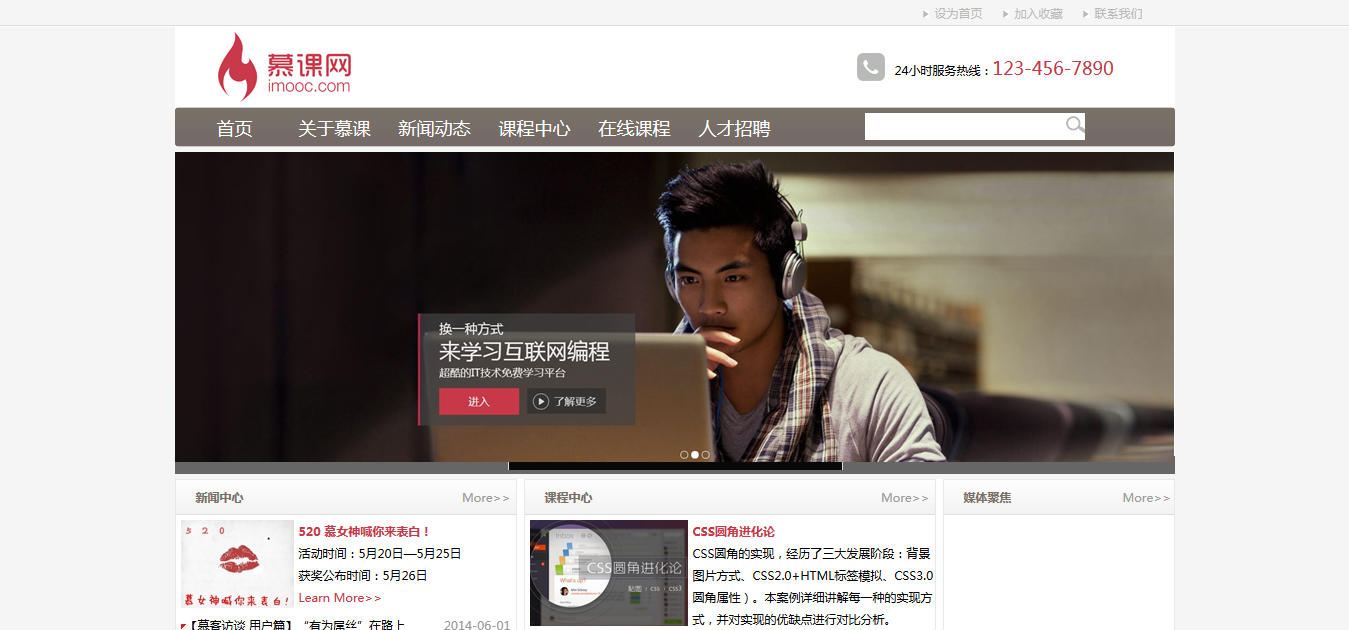 设为首页 加入收藏 联系我们
慕课网
imooc.com
24小时服务热线：123-456-7890
首页 关于慕课 新闻动态 课程中心 在线课程 人才招聘
换一种方式
来学习互联网编程
超酷的IT技术免费学习平台
进入 了解更多
新闻中心 More>>
520
慕女神喊你来表白!
520 慕女神喊你来表白！
活动时间：5月20日—5月25日
获奖公布时间：5月26日
Learn More>>
【慕客访谈 用户篇】 “有为屌丝”在路上 2014-06-01
课程中心 More>>
Inbox
What's up?
CSS圆角进化论
贴图 : css : CSS3
CSS圆角进化论
CSS圆角的实现，经历了三大发展阶段：背景
图片方式、CSS2.0+HTML标签模拟、CSS3.0
圆角属性）。本案例详细讲解每一种的实现方
式，并对实现的优缺点进行对比分析。
媒体聚焦 More>>